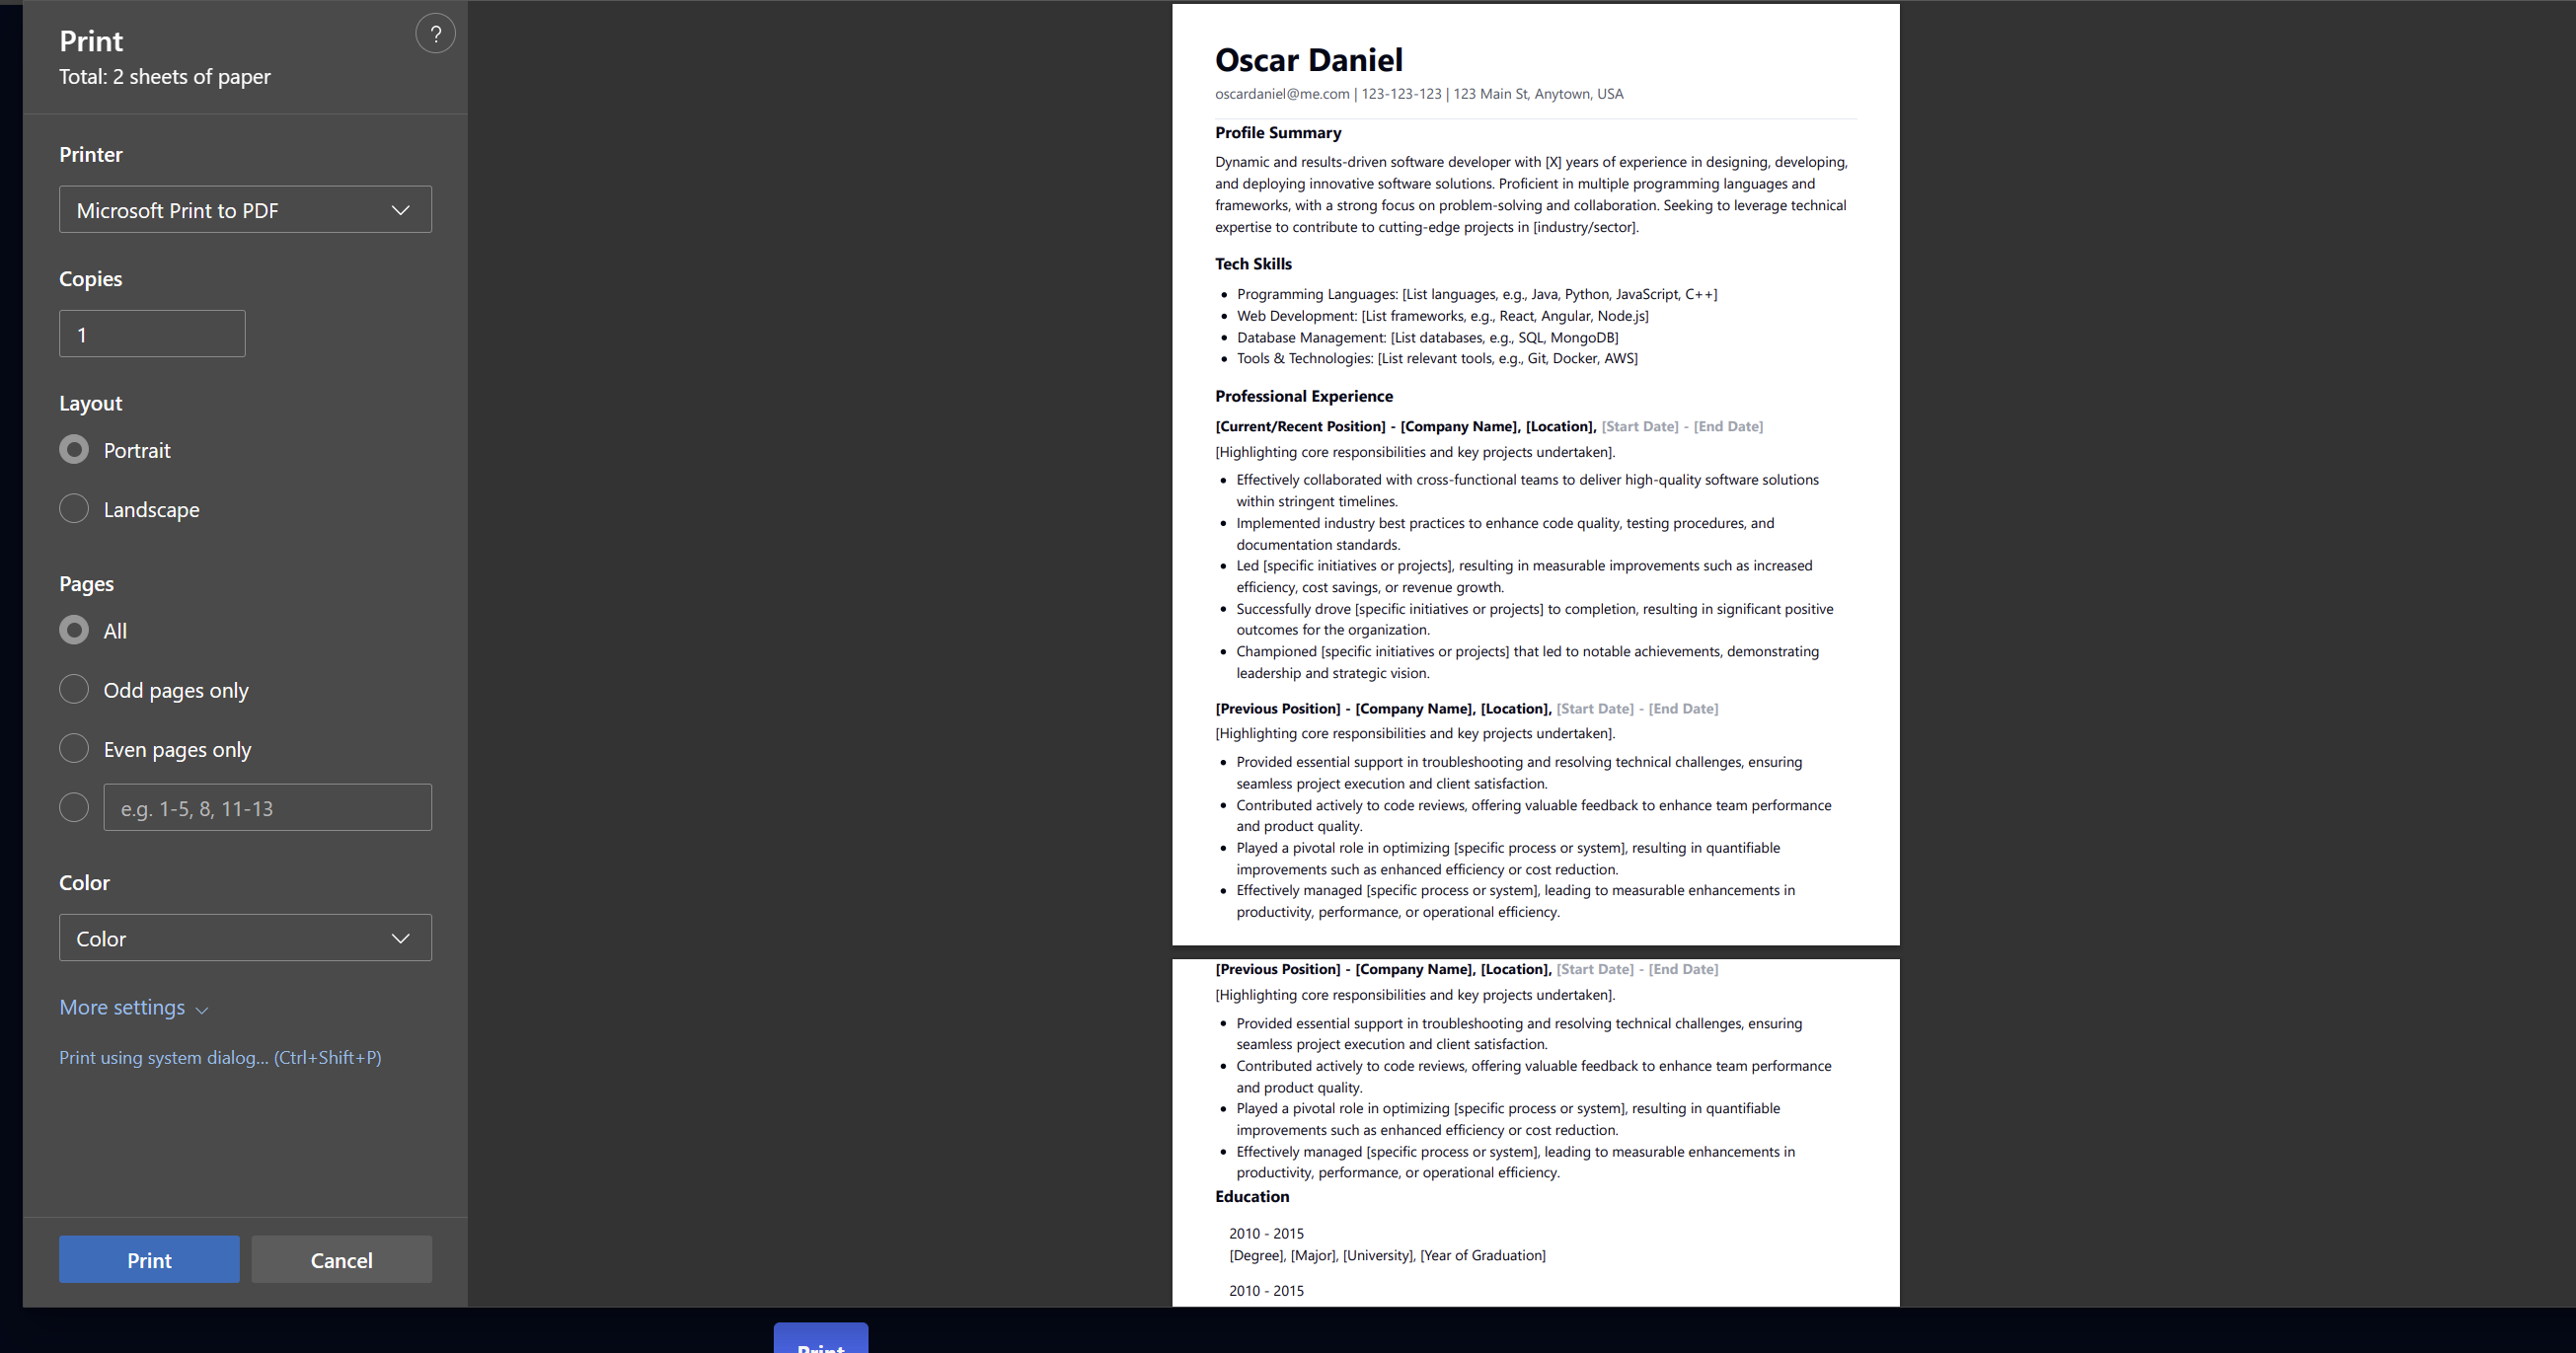 Print
?
Total: 2 sheets of paper
Printer
Microsoft Print to PDF
Copies
1
Layout
Portrait
Landscape
Pages
All
Odd pages only
Even pages only
e.g. 1-5, 8, 11-13
Color
Color
More settings
Print using system dialog... (Ctrl+Shift+P)
Print
Cancel
Oscar Daniel
oscardaniel@me.com | 123-123-123 | 123 Main St, Anytown, USA
Profile Summary
Dynamic and results-driven software developer with [X] years of experience in designing, developing,
and deploying innovative software solutions. Proficient in multiple programming languages and
frameworks, with a strong focus on problem-solving and collaboration. Seeking to leverage technical
expertise to contribute to cutting-edge projects in [industry/sector].
Tech Skills
• Programming Languages: [List languages, e.g., Java, Python, JavaScript, C++]
• Web Development: [List frameworks, e.g., React, Angular, Node.js]
• Database Management: [List databases, e.g., SQL, MongoDB]
• Tools & Technologies: [List relevant tools, e.g., Git, Docker, AWS]
Professional Experience
[Current/Recent Position] - [Company Name], [Location], [Start Date] - [End Date]
[Highlighting core responsibilities and key projects undertaken].
• Effectively collaborated with cross-functional teams to deliver high-quality software solutions
within stringent timelines.
• Implemented industry best practices to enhance code quality, testing procedures, and
documentation standards.
• Led [specific initiatives or projects], resulting in measurable improvements such as increased
efficiency, cost savings, or revenue growth.
• Successfully drove [specific initiatives or projects] to completion, resulting in significant positive
outcomes for the organization.
• Championed [specific initiatives or projects] that led to notable achievements, demonstrating
leadership and strategic vision.
[Previous Position] - [Company Name], [Location], [Start Date] - [End Date]
[Highlighting core responsibilities and key projects undertaken].
• Provided essential support in troubleshooting and resolving technical challenges, ensuring
seamless project execution and client satisfaction.
• Contributed actively to code reviews, offering valuable feedback to enhance team performance
and product quality.
• Played a pivotal role in optimizing [specific process or system], resulting in quantifiable
improvements such as enhanced efficiency or cost reduction.
• Effectively managed [specific process or system], leading to measurable enhancements in
productivity, performance, or operational efficiency.
[Previous Position] - [Company Name], [Location], [Start Date] - [End Date]
[Highlighting core responsibilities and key projects undertaken].
• Provided essential support in troubleshooting and resolving technical challenges, ensuring
seamless project execution and client satisfaction.
• Contributed actively to code reviews, offering valuable feedback to enhance team performance
and product quality.
• Played a pivotal role in optimizing [specific process or system], resulting in quantifiable
improvements such as enhanced efficiency or cost reduction.
• Effectively managed [specific process or system], leading to measurable enhancements in
productivity, performance, or operational efficiency.
Education
2010 - 2015
[Degree], [Major], [University], [Year of Graduation]
2010 - 2015
Print